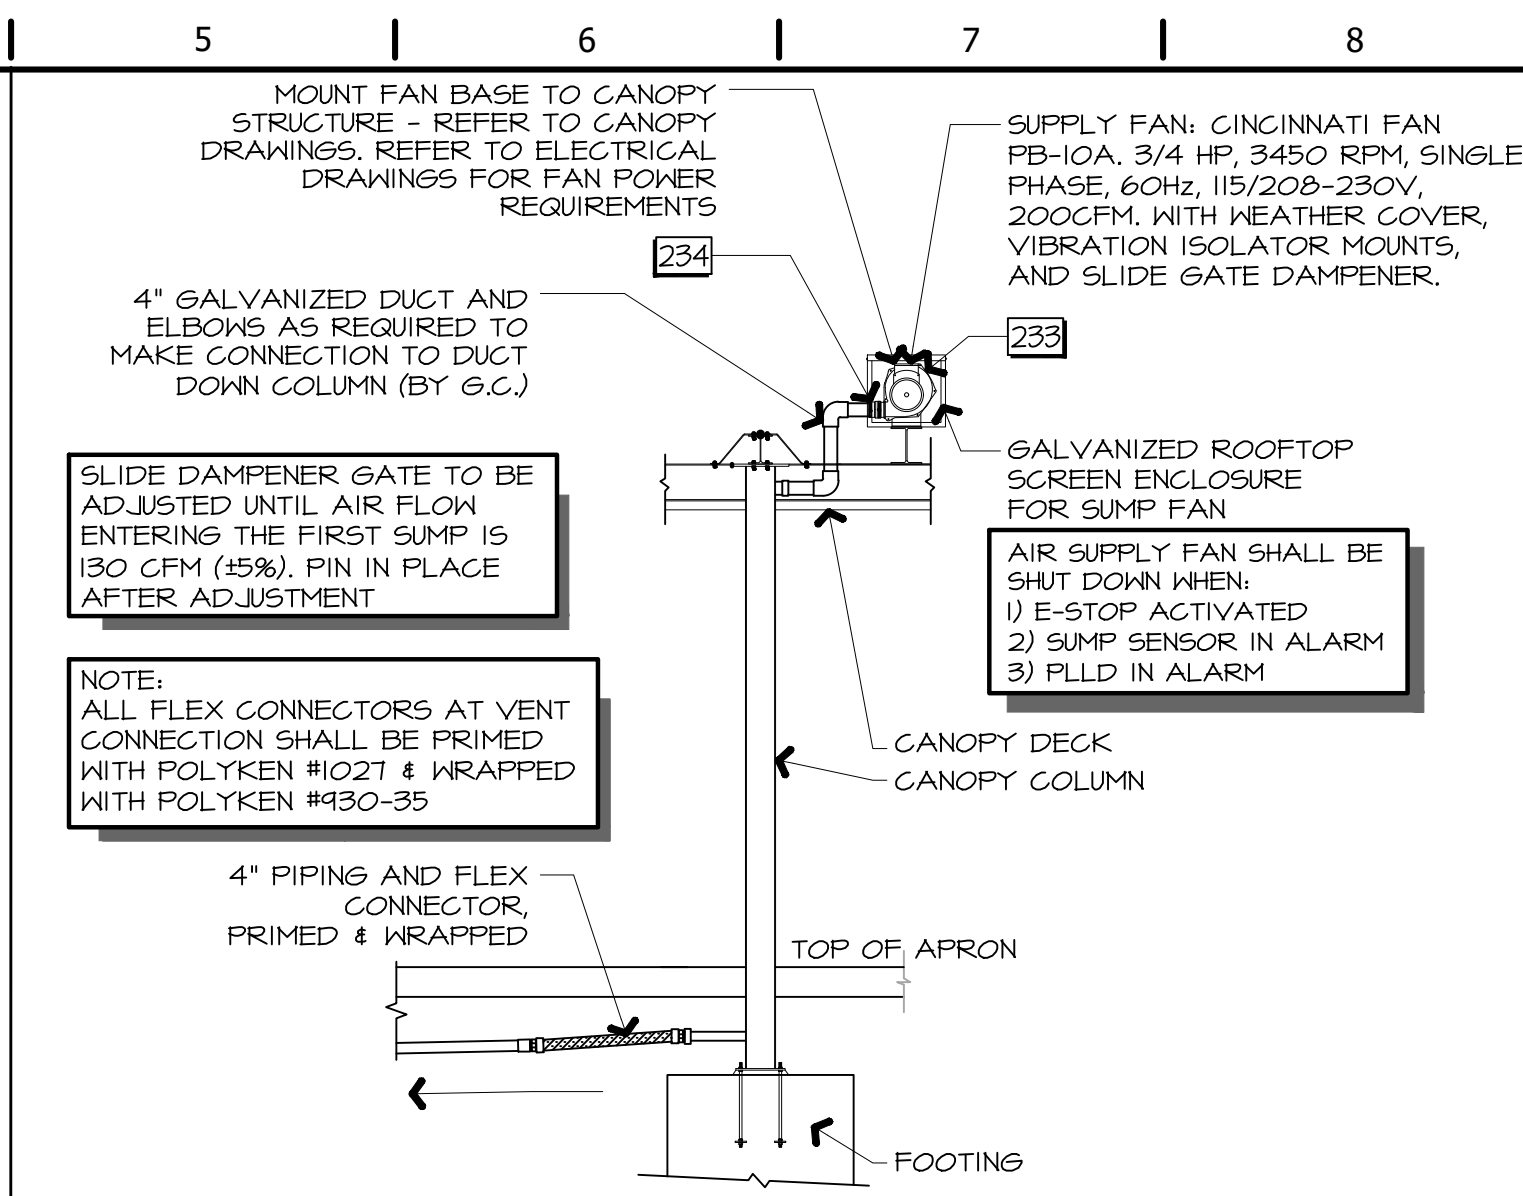 5 6 7 8
MOUNT FAN BASE TO CANOPY
STRUCTURE - REFER TO CANOPY
DRAWINGS. REFER TO ELECTRICAL
DRAWINGS FOR FAN POWER
REQUIREMENTS
SUPPLY FAN: CINCINNATI FAN
PB-10A. 3/4 HP, 3450 RPM, SINGLE
PHASE, 60Hz, 115/208-230V,
200CFM. WITH WEATHER COVER,
VIBRATION ISOLATOR MOUNTS,
AND SLIDE GATE DAMPENER.
234
4" GALVANIZED DUCT AND
ELBOWS AS REQUIRED TO
MAKE CONNECTION TO DUCT
DOWN COLUMN (BY G.C.)
233
GALVANIZED ROOFTOP
SCREEN ENCLOSURE
FOR SUMP FAN
SLIDE DAMPENER GATE TO BE
ADJUSTED UNTIL AIR FLOW
ENTERING THE FIRST SUMP IS
130 CFM (±5%). PIN IN PLACE
AFTER ADJUSTMENT
AIR SUPPLY FAN SHALL BE
SHUT DOWN WHEN:
1) E-STOP ACTIVATED
2) SUMP SENSOR IN ALARM
3) PLLD IN ALARM
NOTE:
ALL FLEX CONNECTORS AT VENT
CONNECTION SHALL BE PRIMED
WITH POLYKEN #1027 & WRAPPED
WITH POLYKEN #930-35
CANOPY DECK
CANOPY COLUMN
4" PIPING AND FLEX
CONNECTOR,
PRIMED & WRAPPED
TOP OF APRON
FOOTING